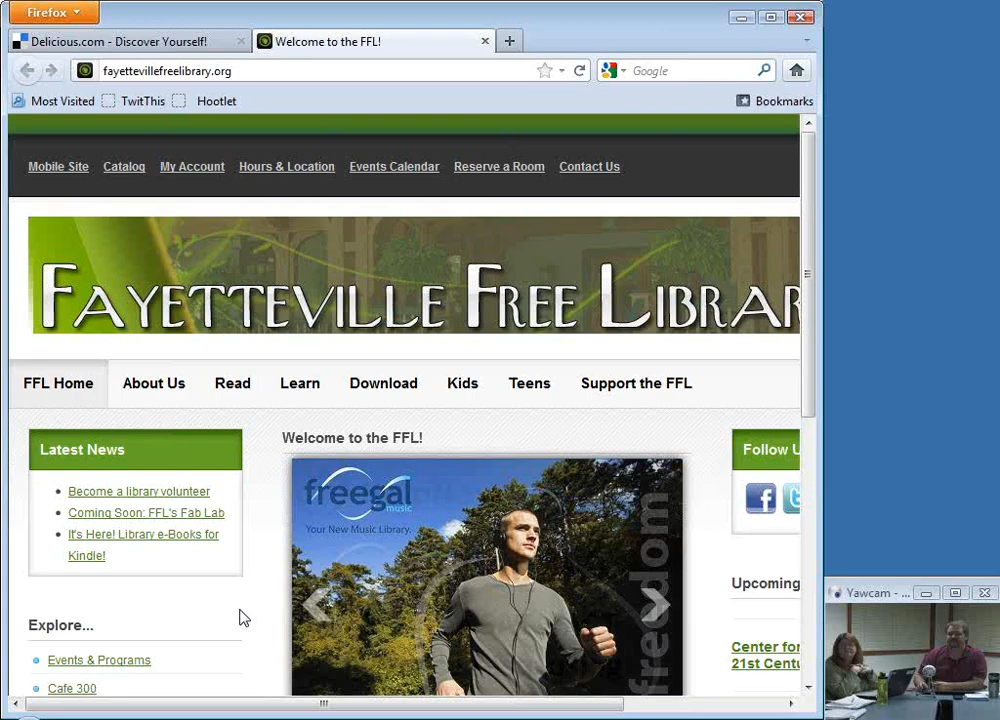 Firefox
Delicious.com - Discover Yourself!
Welcome to the FFL!
fayettevillefreelibrary.org
Google
Most Visited
TwitThis
Hootlet
Bookmarks
Mobile Site Catalog My Account Hours & Location Events Calendar Reserve a Room Contact Us
FAYETTEVILLE FREE LIBRAR
FFL Home About Us Read Learn Download Kids Teens Support the FFL
Latest News
Become a library volunteer
Coming Soon: FFL's Fab Lab
It's Here! Library e-Books for
Kindle!
Explore...
Events & Programs
Cafe 300
Welcome to the FFL!
freegal
music
Your New Music Library.
freedom
Follow U
f
t
Upcoming
Center for
21st Centu
Yawcam - ...